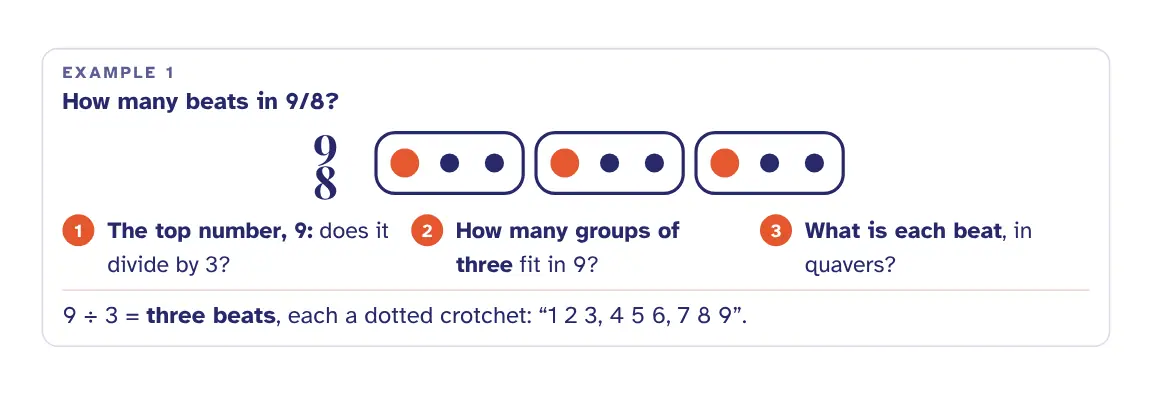 EXAMPLE 1
How many beats in 9/8?
9
8
1 The top number, 9: does it
divide by 3?
2 How many groups of
three fit in 9?
3 What is each beat, in
quavers?
9 ÷ 3 = three beats, each a dotted crotchet: “1 2 3, 4 5 6, 7 8 9”.